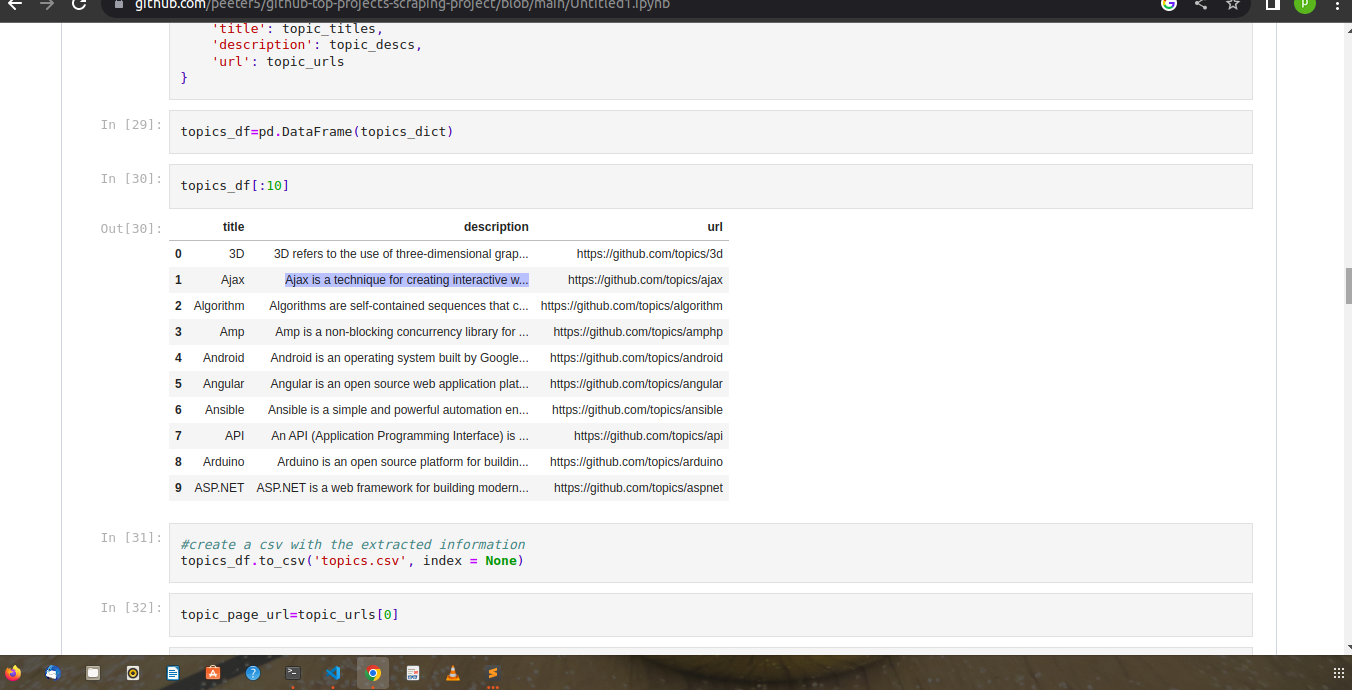 github.com/peeter5/github-top-projects-scraping-project/blob/main/Untitled1.ipynb
'title': topic_titles,
'description': topic_descs,
'url': topic_urls
}
In [29]:
topics_df=pd.DataFrame(topics_dict)
In [30]:
topics_df[:10]
Out[30]:
title description url
0 3D 3D refers to the use of three-dimensional grap... https://github.com/topics/3d
1 Ajax Ajax is a technique for creating interactive w... https://github.com/topics/ajax
2 Algorithm Algorithms are self-contained sequences that c... https://github.com/topics/algorithm
3 Amp Amp is a non-blocking concurrency library for ... https://github.com/topics/amphp
4 Android Android is an operating system built by Google... https://github.com/topics/android
5 Angular Angular is an open source web application plat... https://github.com/topics/angular
6 Ansible Ansible is a simple and powerful automation en... https://github.com/topics/ansible
7 API An API (Application Programming Interface) is ... https://github.com/topics/api
8 Arduino Arduino is an open source platform for buildin... https://github.com/topics/arduino
9 ASP.NET ASP.NET is a web framework for building modern... https://github.com/topics/aspnet
In [31]:
#create a csv with the extracted information
topics_df.to_csv('topics.csv', index = None)
In [32]:
topic_page_url=topic_urls[0]